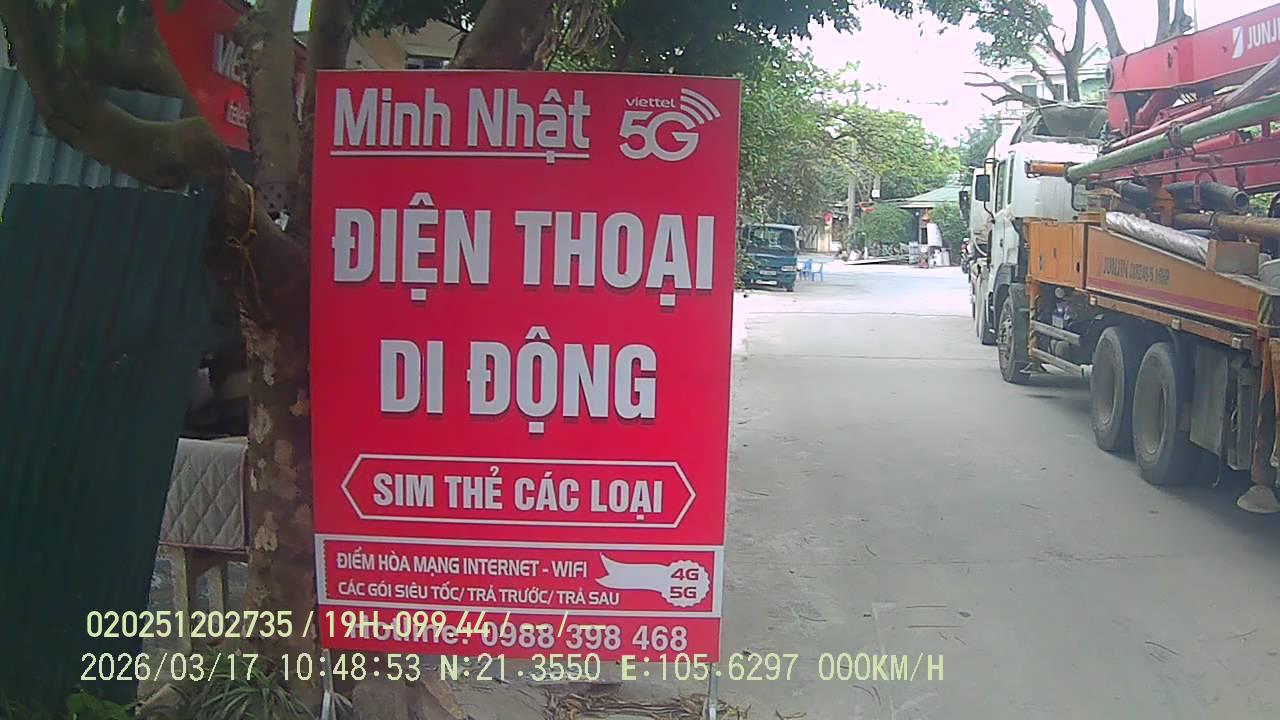 Minh Nhật
viettel
5G
ĐIỆN THOẠI
DI ĐỘNG
SIM THẺ CÁC LOẠI
ĐIỂM HÒA MẠNG INTERNET - WIFI
CÁC GÓI SIÊU TỐC/ TRẢ TRƯỚC/ TRẢ SAU
4G
5G
Hotline: 0988 398 468
020251202735 / 19H-099.44 / -- / --
2026/03/17 10:48:53 N:21.3550 E:105.6297 000KM/H
JUNJIN